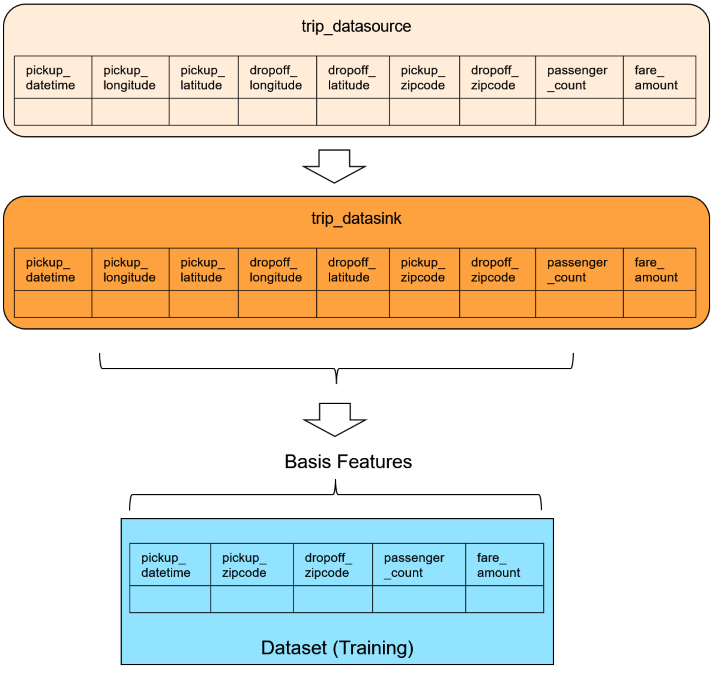 trip_datasource
pickup_ pickup_ pickup_ dropoff_ dropoff_ pickup_ dropoff_ passenger fare_
datetime longitude latitude longitude latitude zipcode zipcode _count amount
trip_datasink
pickup_ pickup_ pickup_ dropoff_ dropoff_ pickup_ dropoff_ passenger fare_
datetime longitude latitude longitude latitude zipcode zipcode _count amount
Basis Features
pickup_ pickup_ dropoff_ passenger fare_
datetime zipcode zipcode _count amount
Dataset (Training)